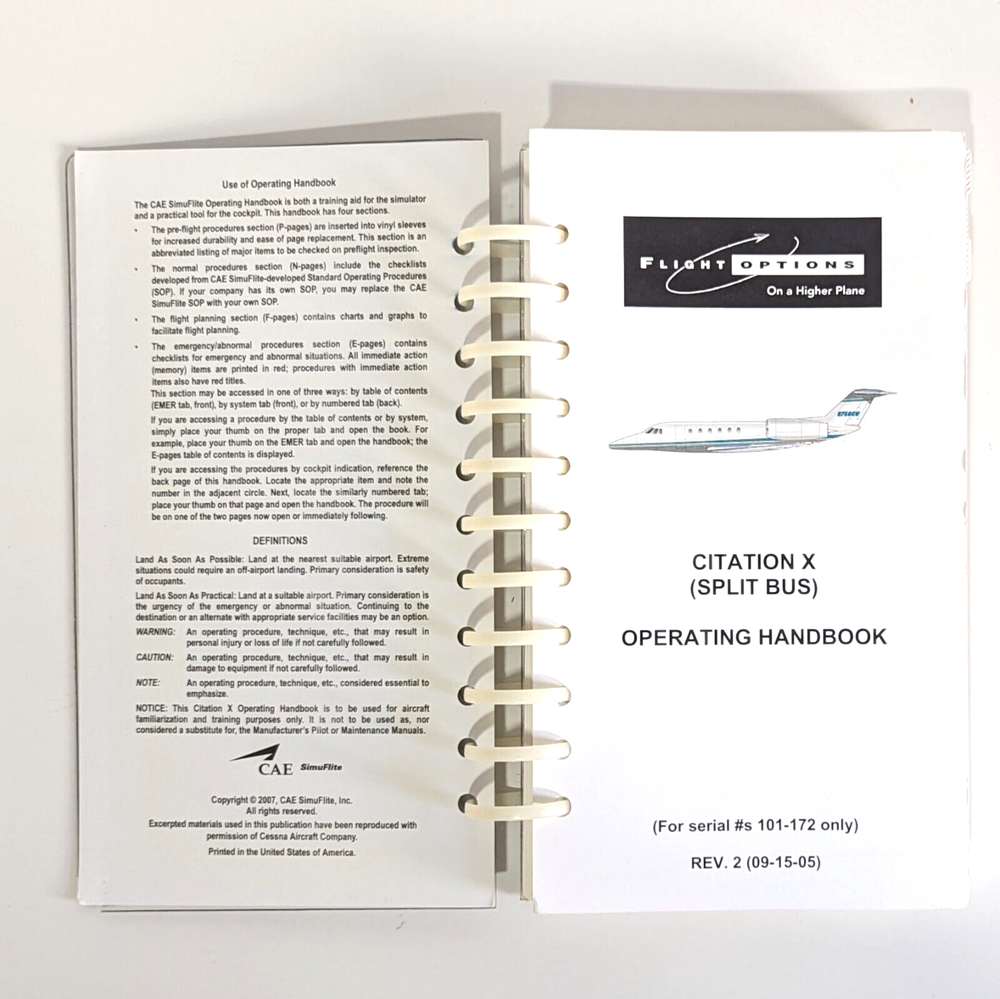 Use of Operating Handbook
The CAE SimuFlite Operating Handbook is both a training aid for the simulator
and a practical tool for the cockpit. This handbook has four sections.
• The pre-flight procedures section (P-pages) are inserted into vinyl sleeves
for increased durability and ease of page replacement. This section is an
abbreviated listing of major items to be checked on preflight inspection.
• The normal procedures section (N-pages) include the checklists
developed from CAE SimuFlite-developed Standard Operating Procedures
(SOP). If your company has its own SOP, you may replace the CAE
SimuFlite SOP with your own SOP.
• The flight planning section (F-pages) contains charts and graphs to
facilitate flight planning.
• The emergency/abnormal procedures section (E-pages) contains
checklists for emergency and abnormal situations. All immediate action
(memory) items are printed in red; procedures with immediate action
items also have red titles.
This section may be accessed in one of three ways: by table of contents
(EMER tab, front), by system tab (front), or by numbered tab (back).
If you are accessing a procedure by the table of contents or by system,
simply place your thumb on the proper tab and open the book. For
example, place your thumb on the EMER tab and open the handbook; the
E-pages table of contents is displayed.
If you are accessing the procedures by cockpit indication, reference the
back page of this handbook. Locate the appropriate item and note the
number in the adjacent circle. Next, locate the similarly numbered tab;
place your thumb on that page and open the handbook. The procedure will
be on one of the two pages now open or immediately following.
DEFINITIONS
Land As Soon As Possible: Land at the nearest suitable airport. Extreme
situations could require an off-airport landing. Primary consideration is safety
of occupants.
Land As Soon As Practical: Land at a suitable airport. Primary consideration is
the urgency of the emergency or abnormal situation. Continuing to the
destination or an alternate with appropriate service facilities may be an option.
WARNING: An operating procedure, technique, etc., that may result in
personal injury or loss of life if not carefully followed.
CAUTION: An operating procedure, technique, etc., that may result in
damage to equipment if not carefully followed.
NOTE: An operating procedure, technique, etc., considered essential to
emphasize.
NOTICE: This Citation X Operating Handbook is to be used for aircraft
familiarization and training purposes only. It is not to be used as, nor
considered a substitute for, the Manufacturer's Pilot or Maintenance Manuals.
CAE SimuFlite
Copyright © 2007, CAE SimuFlite, Inc.
All rights reserved.
Excerpted materials used in this publication have been reproduced with
permission of Cessna Aircraft Company.
Printed in the United States of America.
FLIGHT OPTIONS
On a Higher Plane
CITATION X
(SPLIT BUS)
OPERATING HANDBOOK
(For serial #s 101-172 only)
REV. 2 (09-15-05)